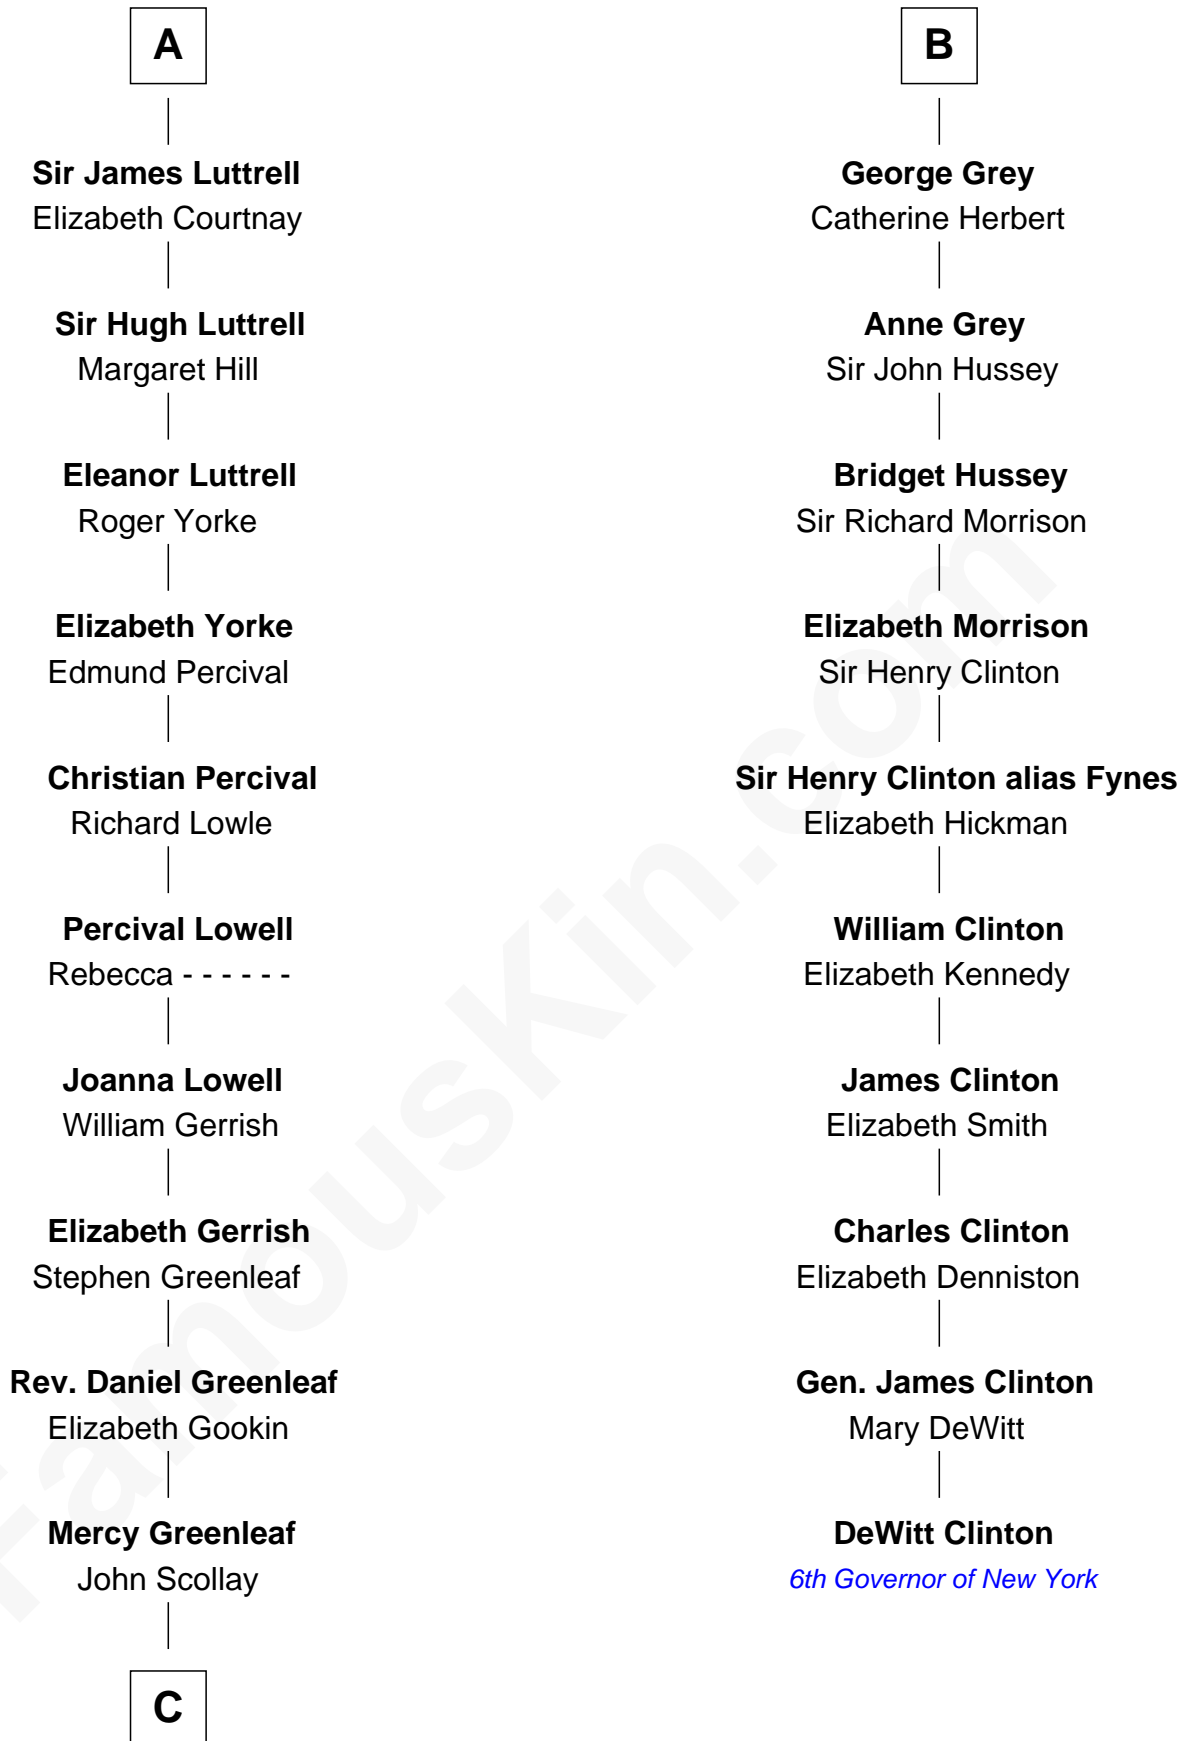 A
Sir James Luttrell
Elizabeth Courtnay
Sir Hugh Luttrell
Margaret Hill
Eleanor Luttrell
Roger Yorke
Elizabeth Yorke
Edmund Percival
Christian Percival
Richard Lowle
Percival Lowell
Rebecca - - - - - -
Joanna Lowell
William Gerrish
Elizabeth Gerrish
Stephen Greenleaf
Rev. Daniel Greenleaf
Elizabeth Gookin
Mercy Greenleaf
John Scollay
C
B
George Grey
Catherine Herbert
Anne Grey
Sir John Hussey
Bridget Hussey
Sir Richard Morrison
Elizabeth Morrison
Sir Henry Clinton
Sir Henry Clinton alias Fynes
Elizabeth Hickman
William Clinton
Elizabeth Kennedy
James Clinton
Elizabeth Smith
Charles Clinton
Elizabeth Denniston
Gen. James Clinton
Mary DeWitt
DeWitt Clinton
6th Governor of New York
FamousKin.com